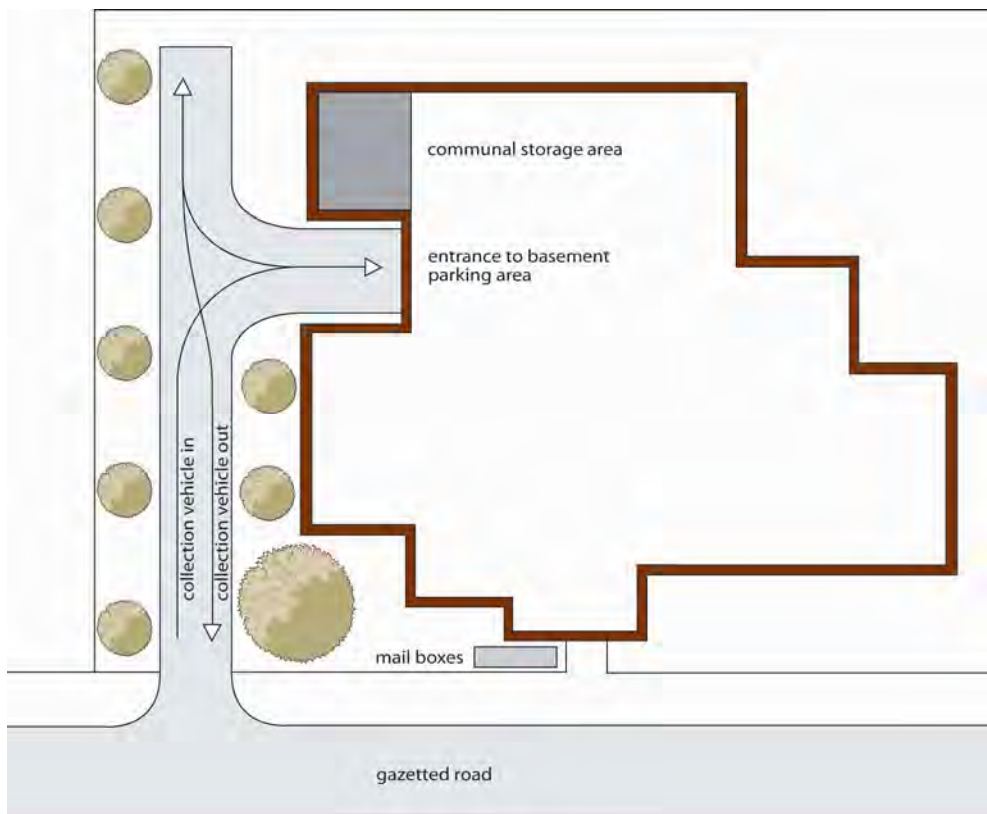 communal storage area
entrance to basement
parking area
collection vehicle in
collection vehicle out
mail boxes
gazetted road